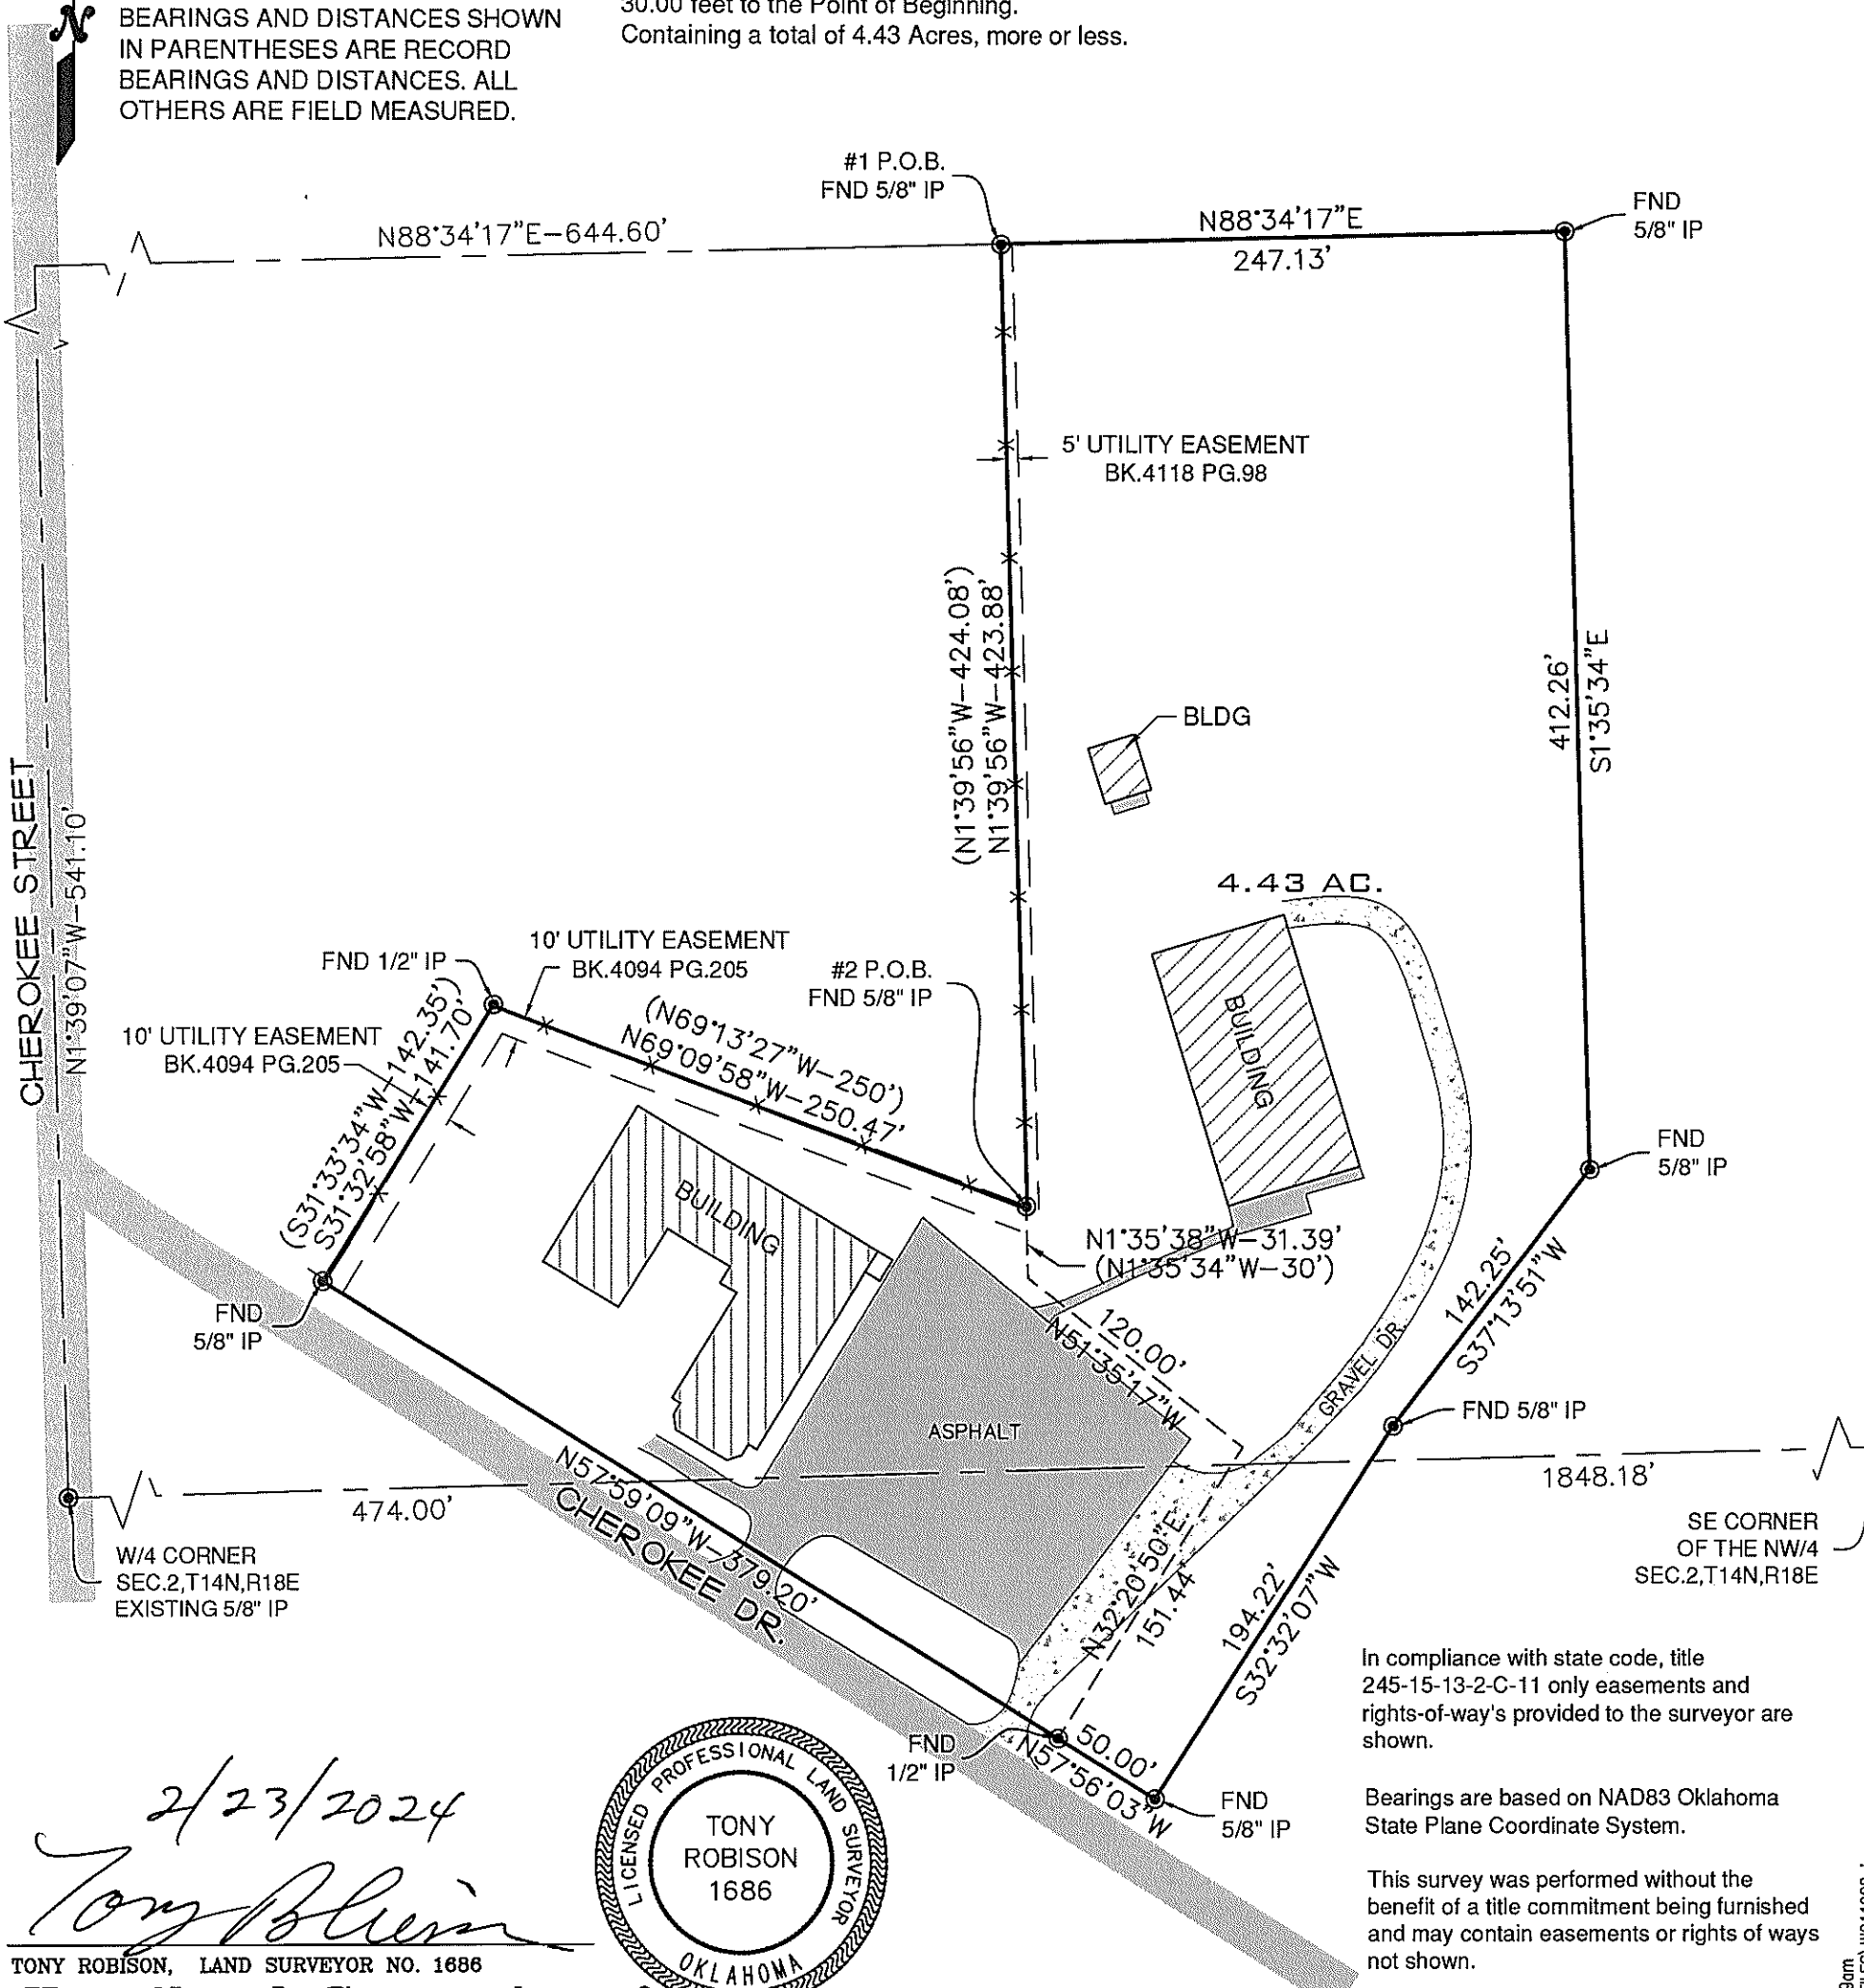 N
BEARINGS AND DISTANCES SHOWN
IN PARENTHESES ARE RECORD
BEARINGS AND DISTANCES. ALL
OTHERS ARE FIELD MEASURED.
30.00 feet to the Point of Beginning.
Containing a total of 4.43 Acres, more or less.
#1 P.O.B.
FND 5/8" IP
FND
5/8" IP
N88°34'17"E-644.60'
N88°34'17"E
247.13'
5' UTILITY EASEMENT
BK.4118 PG.98
(N1°39'56"W-424.08')
N1°39'56"W-423.88'
412.26'
S1°35'34"E
BLDG
CHEROKEE STREET
N1°39'07"W-541.10'
4.43 AC.
10' UTILITY EASEMENT
BK.4094 PG.205
FND 1/2" IP
#2 P.O.B.
FND 5/8" IP
(N69°13'27"W-250')
N69°09'58"W-250.47'
10' UTILITY EASEMENT
BK.4094 PG.205
(S31°33'34"W-142.35')
S31°32'58"W-141.70'
BUILDING
BUILDING
FND
5/8" IP
N1°35'38"W-31.39'
(N1°35'34"W-30')
142.25'
S37°13'51"W
FND
5/8" IP
120.00'
N51°35'17"W
GRAVEL DR.
FND 5/8" IP
ASPHALT
1848.18'
474.00'
N57°59'09"W-379.20'
CHEROKEE DR.
W/4 CORNER
SEC.2,T14N,R18E
EXISTING 5/8" IP
SE CORNER
OF THE NW/4
SEC.2,T14N,R18E
N32°20'50"E
151.44'
194.22'
S32°32'07"W
In compliance with state code, title
245-15-13-2-C-11 only easements and
rights-of-way's provided to the surveyor are
shown.
FND
1/2" IP
50.00'
N57°56'03"W
FND
5/8" IP
Bearings are based on NAD83 Oklahoma
State Plane Coordinate System.
This survey was performed without the
benefit of a title commitment being furnished
and may contain easements or rights of ways
not shown.
2/23/2024
LICENSED PROFESSIONAL LAND SURVEYOR
TONY
ROBISON
1686
OKLAHOMA
TONY ROBISON, LAND SURVEYOR NO. 1686